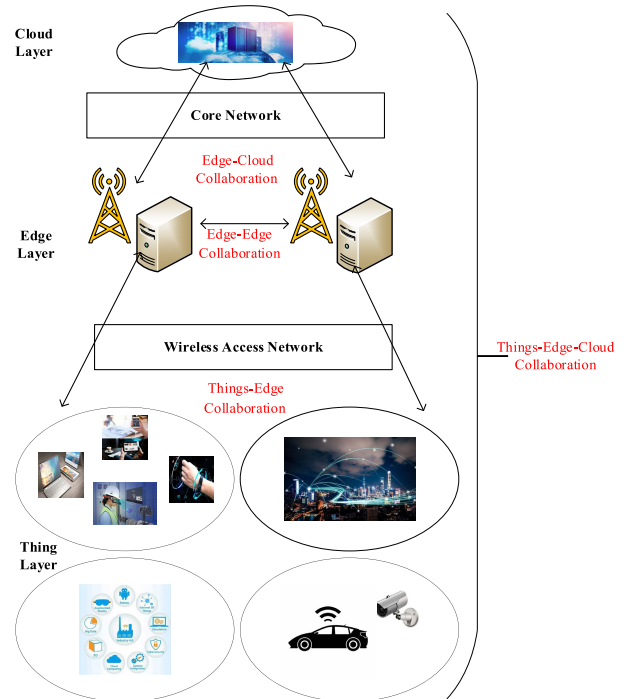 Cloud
Layer
Core Network
Edge-Cloud
Collaboration
Edge
Layer
Edge-Edge
Collaboration
Wireless Access Network
Things-Edge-Cloud
Collaboration
Things-Edge
Collaboration
Thing
Layer